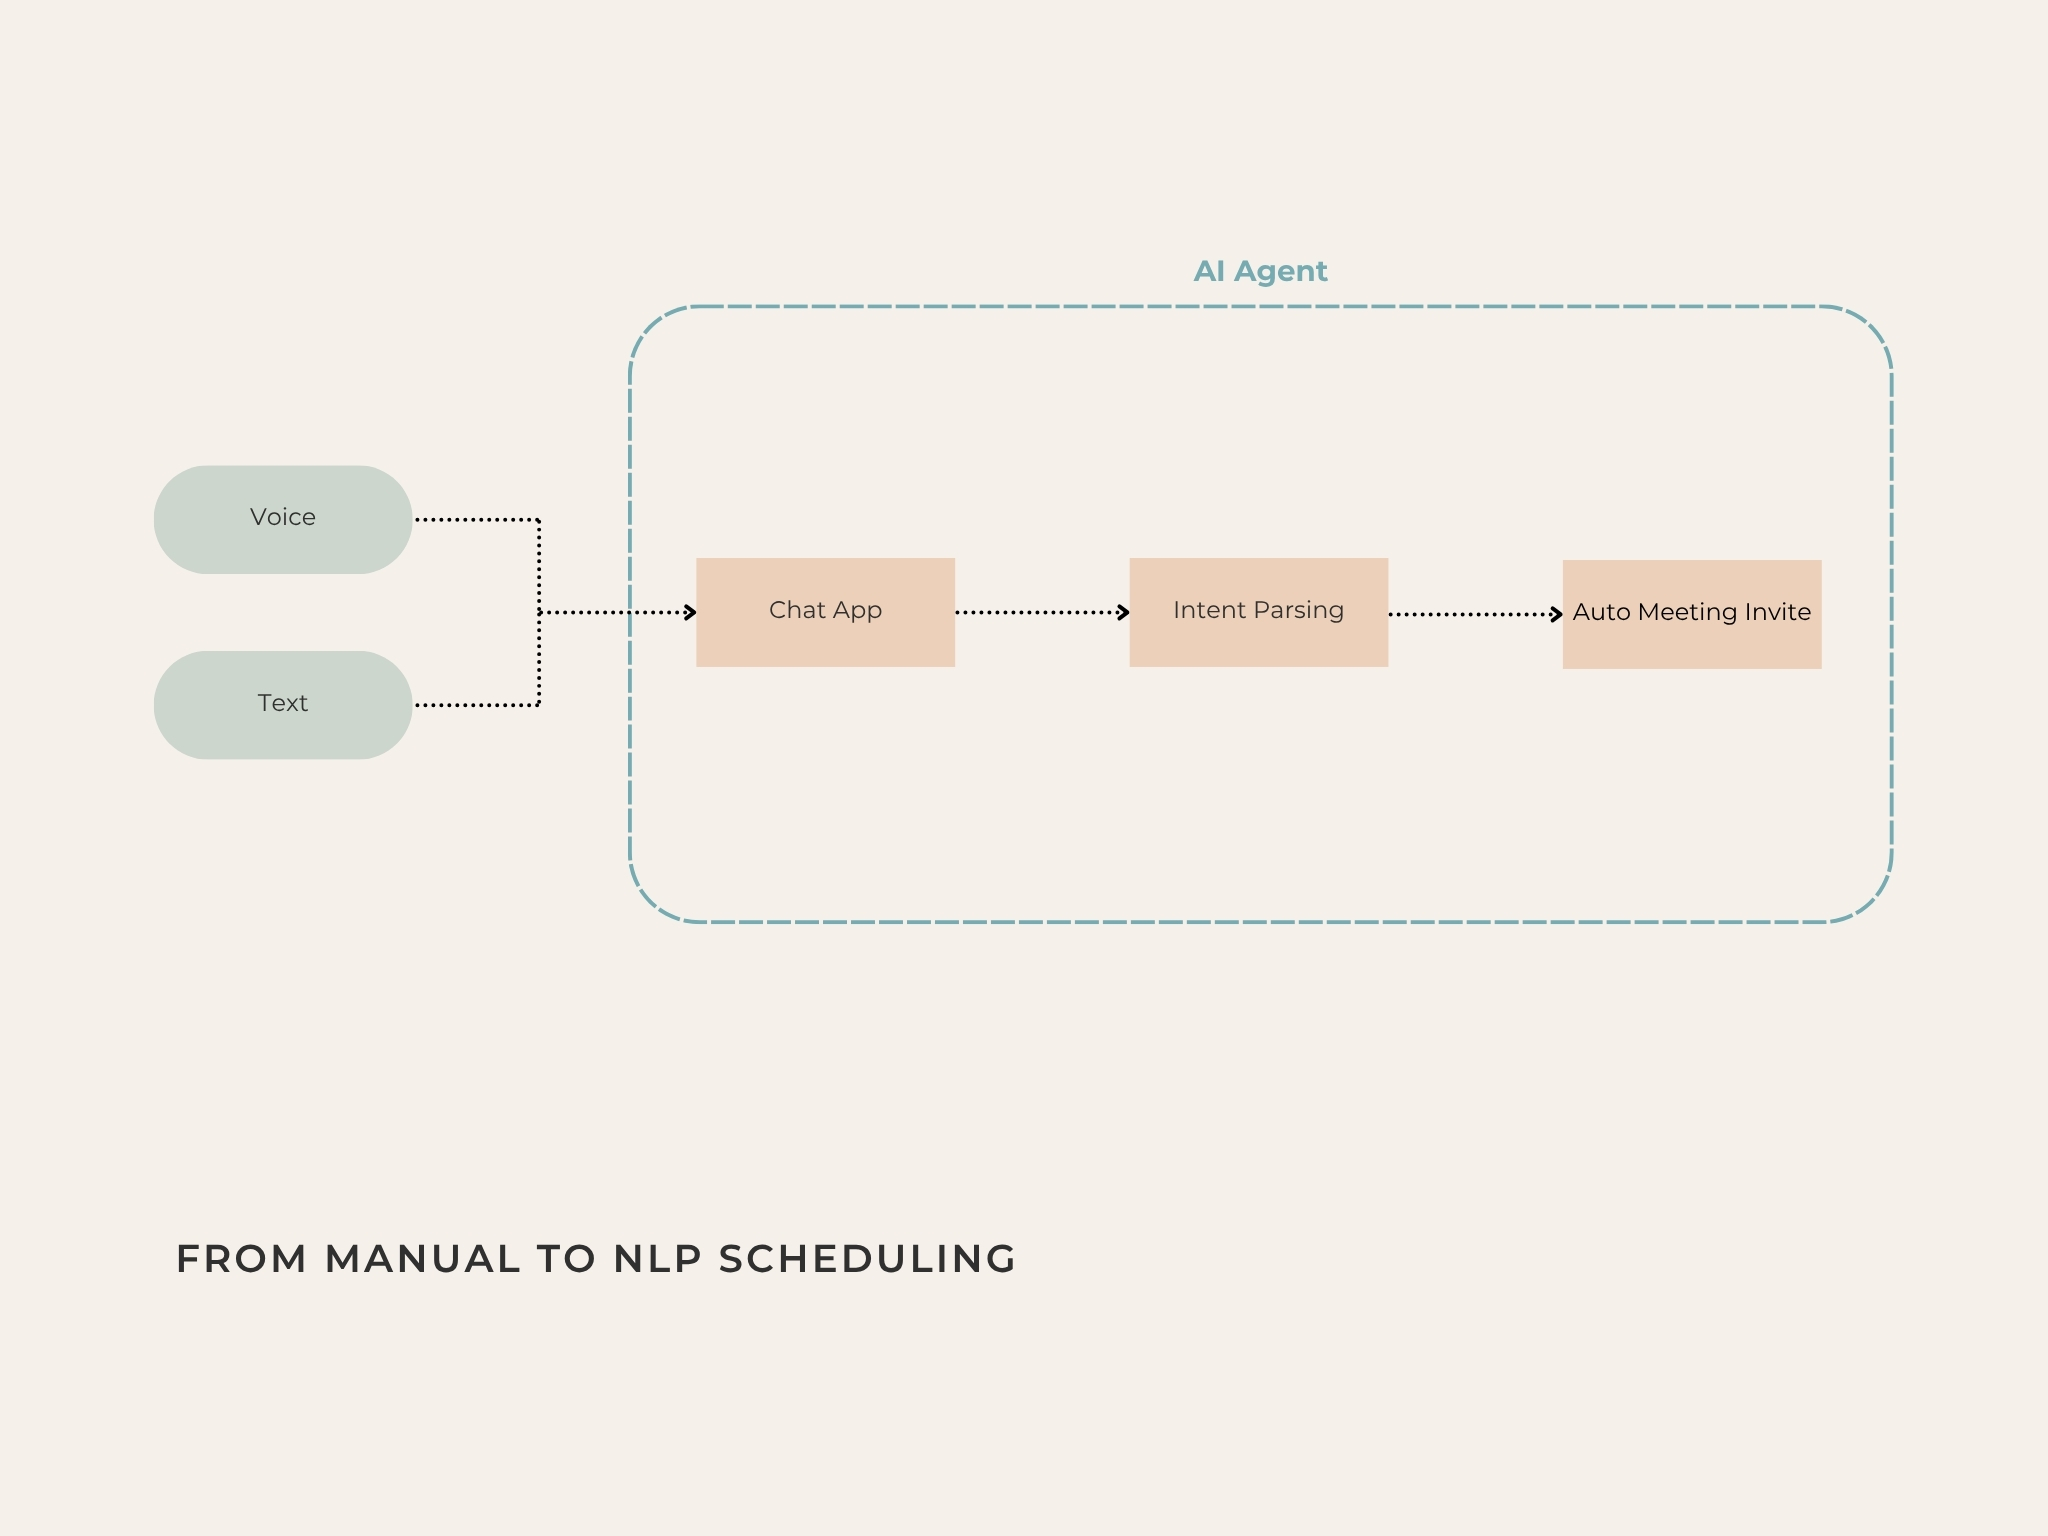 AI Agent
Voice
Text
Chat App
Intent Parsing
Auto Meeting Invite
FROM MANUAL TO NLP SCHEDULING